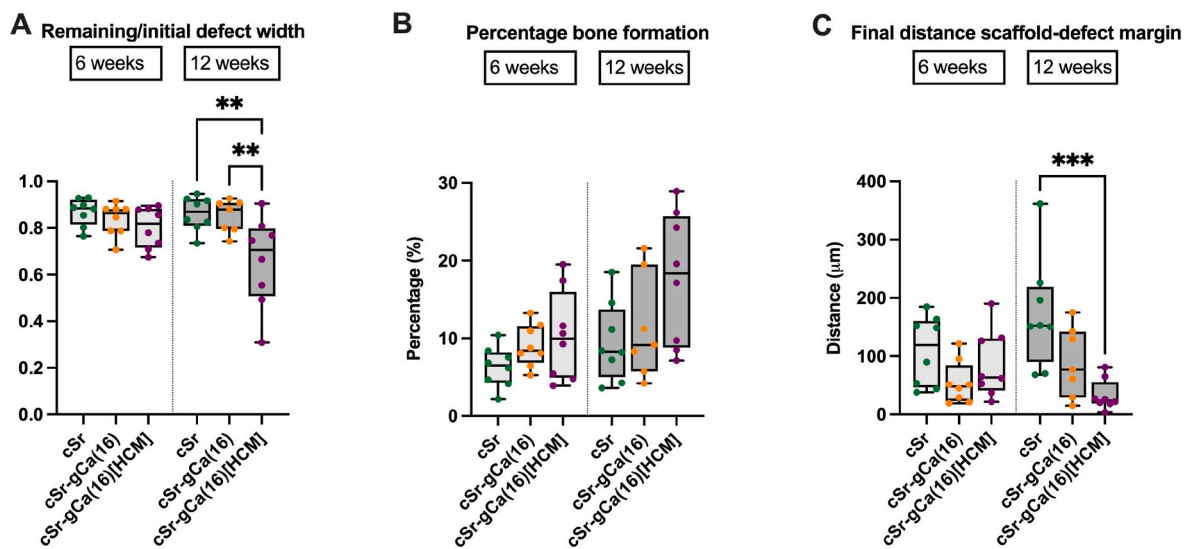 A Remaining/initial defect width
6 weeks 12 weeks
** 
**
1.0
0.8
0.6
0.4
0.2
0.0
cSr
cSr-gCa(16)
cSr-gCa(16)[HCM]
cSr
cSr-gCa(16)
cSr-gCa(16)[HCM]
B Percentage bone formation
6 weeks 12 weeks
Percentage (%)
30
20
10
0
cSr
cSr-gCa(16)
cSr-gCa(16)[HCM]
cSr
cSr-gCa(16)
cSr-gCa(16)[HCM]
C Final distance scaffold-defect margin
6 weeks 12 weeks
***
Distance (μm)
400
300
200
100
0
cSr
cSr-gCa(16)
cSr-gCa(16)[HCM]
cSr
cSr-gCa(16)
cSr-gCa(16)[HCM]